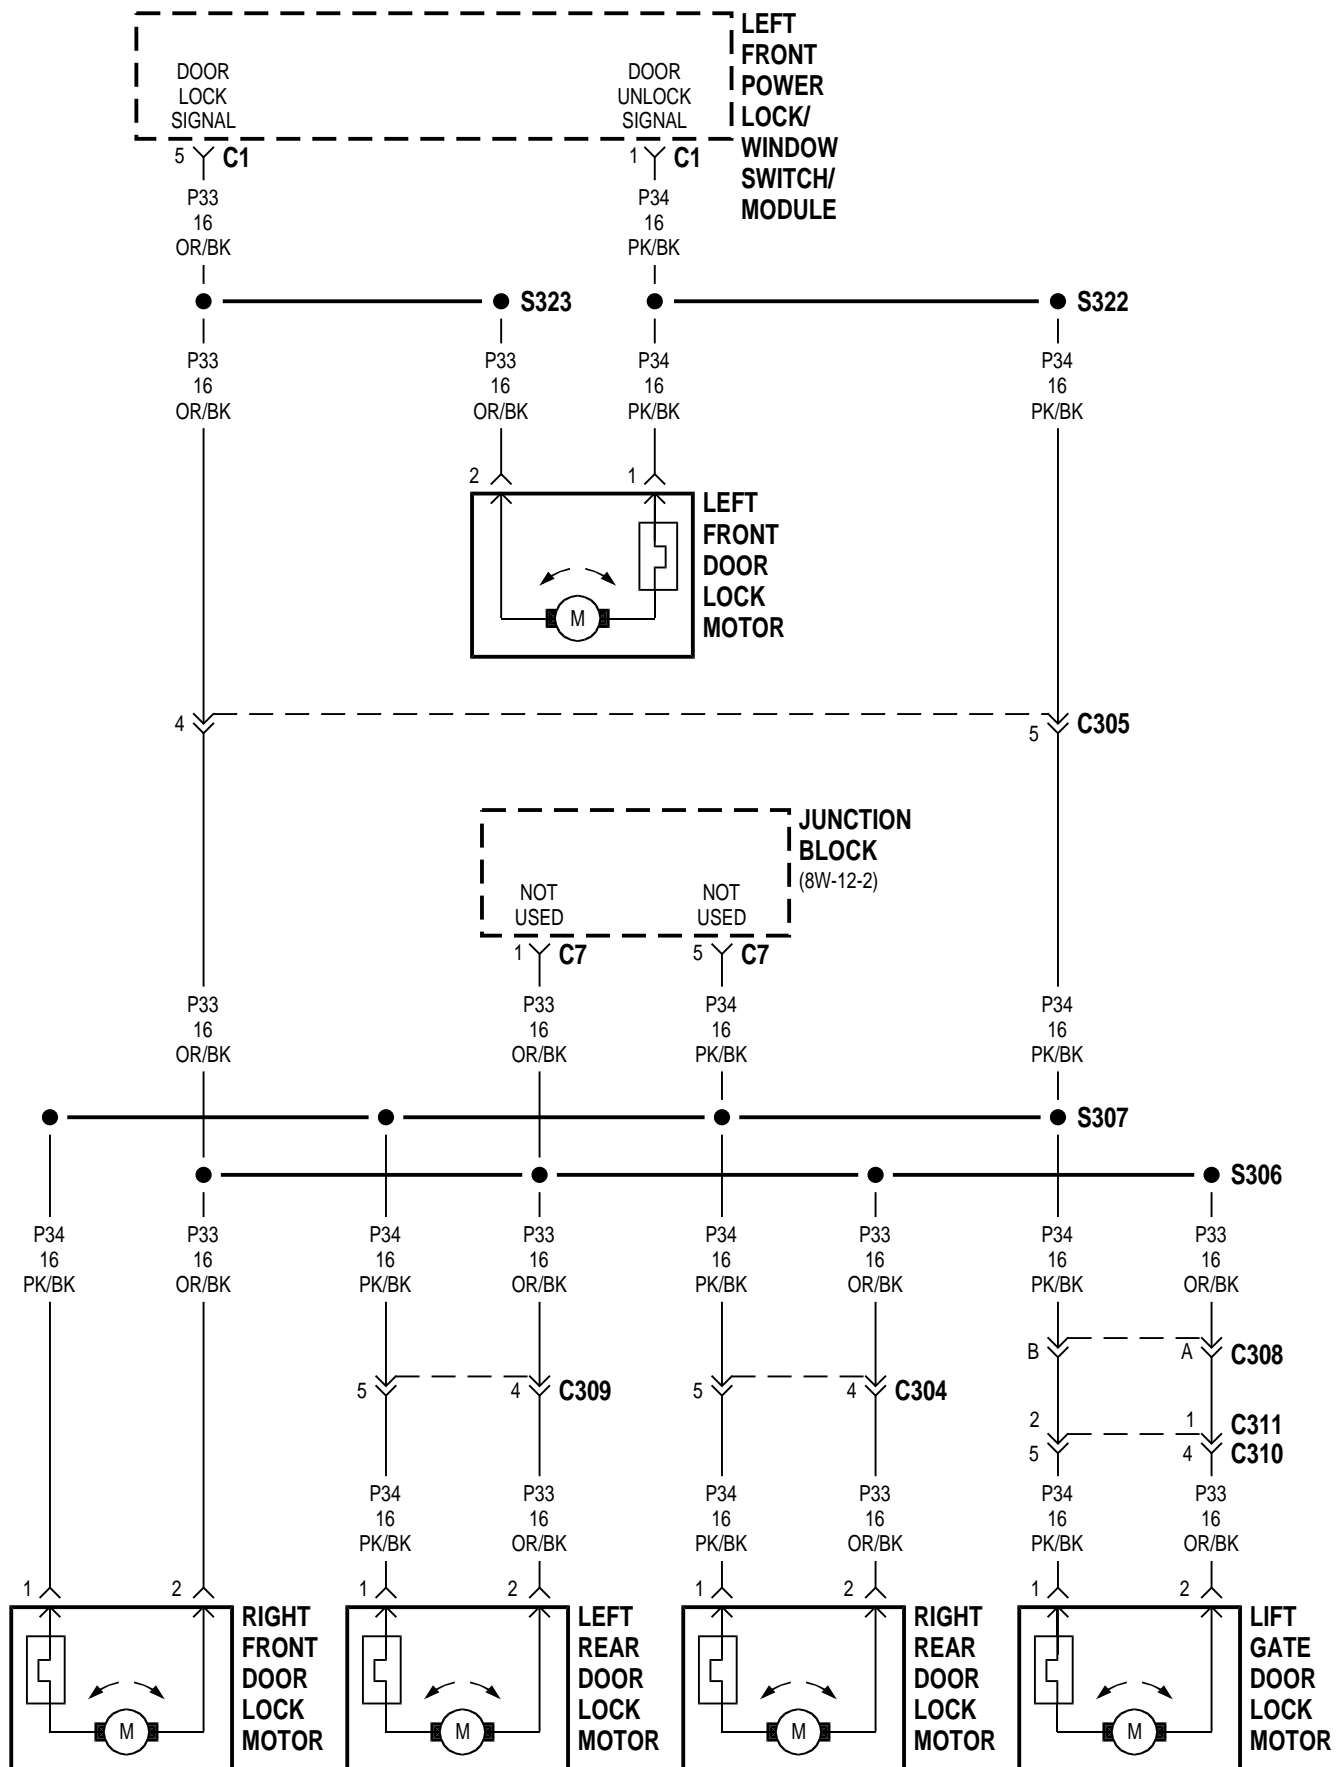 LEFT
FRONT
POWER
LOCK/
WINDOW
SWITCH/
MODULE
DOOR
LOCK
SIGNAL
DOOR
UNLOCK
SIGNAL
5 C1
1 C1
P33
16
OR/BK
P34
16
PK/BK
S323
S322
P33
16
OR/BK
P33
16
OR/BK
P34
16
PK/BK
P34
16
PK/BK
2
1
LEFT
FRONT
DOOR
LOCK
MOTOR
M
4
5
C305
JUNCTION
BLOCK
(8W-12-2)
NOT
USED
NOT
USED
1 C7
5 C7
P33
16
OR/BK
P33
16
OR/BK
P34
16
PK/BK
P34
16
PK/BK
S307
S306
P34
16
PK/BK
P33
16
OR/BK
P34
16
PK/BK
P33
16
OR/BK
P34
16
PK/BK
P33
16
OR/BK
P34
16
PK/BK
P33
16
OR/BK
B
A
C308
5
4
C309
5
4
C304
2
1
C311
5
4
C310
P34
16
PK/BK
P33
16
OR/BK
P34
16
PK/BK
P33
16
OR/BK
P34
16
PK/BK
P33
16
OR/BK
1
2
1
2
1
2
1
2
RIGHT
FRONT
DOOR
LOCK
MOTOR
M
LEFT
REAR
DOOR
LOCK
MOTOR
M
RIGHT
REAR
DOOR
LOCK
MOTOR
M
LIFT
GATE
DOOR
LOCK
MOTOR
M